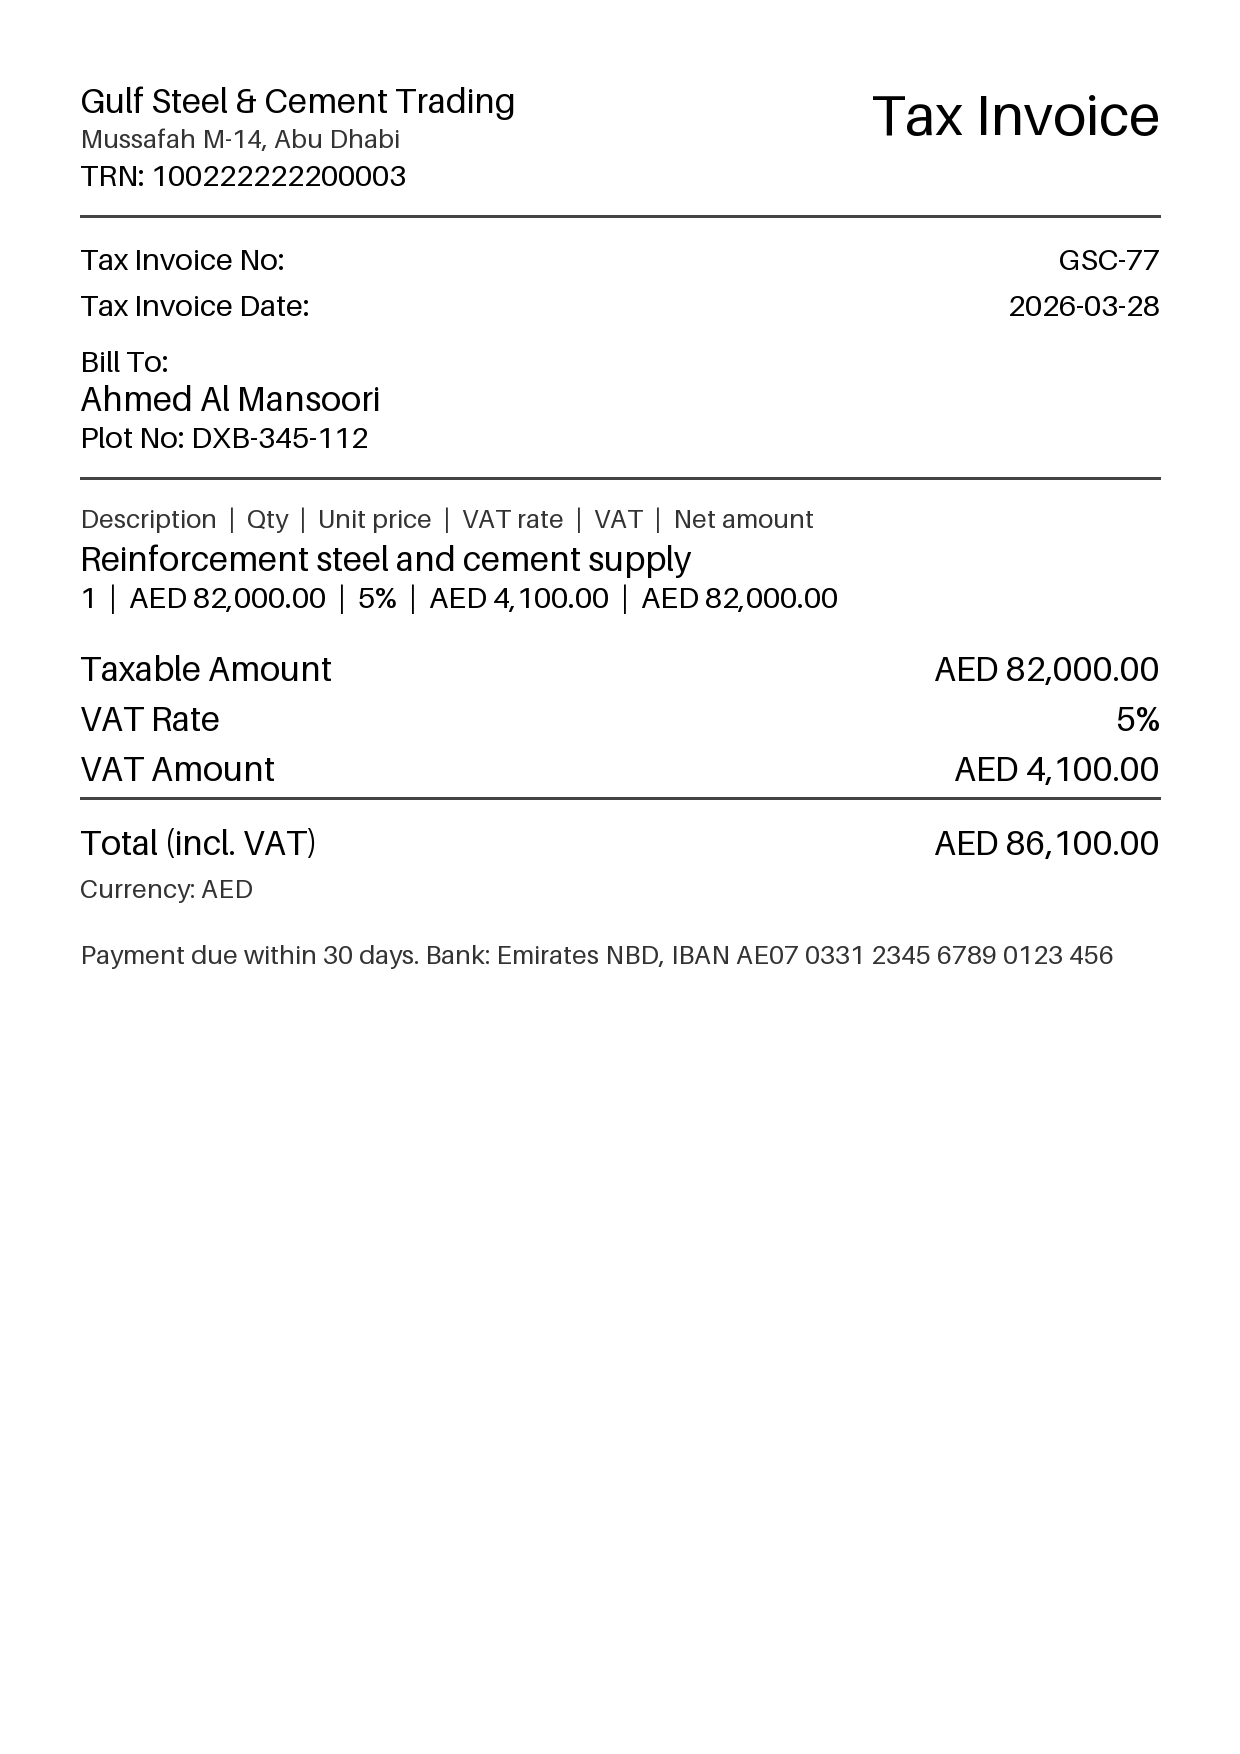 Gulf Steel & Cement Trading
Tax Invoice
Mussafah M-14, Abu Dhabi
TRN: 100222222200003
Tax Invoice No: GSC-77
Tax Invoice Date: 2026-03-28
Bill To:
Ahmed Al Mansoori
Plot No: DXB-345-112
Description | Qty | Unit price | VAT rate | VAT | Net amount
Reinforcement steel and cement supply
1 | AED 82,000.00 | 5% | AED 4,100.00 | AED 82,000.00
Taxable Amount AED 82,000.00
VAT Rate 5%
VAT Amount AED 4,100.00
Total (incl. VAT) AED 86,100.00
Currency: AED
Payment due within 30 days. Bank: Emirates NBD, IBAN AE07 0331 2345 6789 0123 456